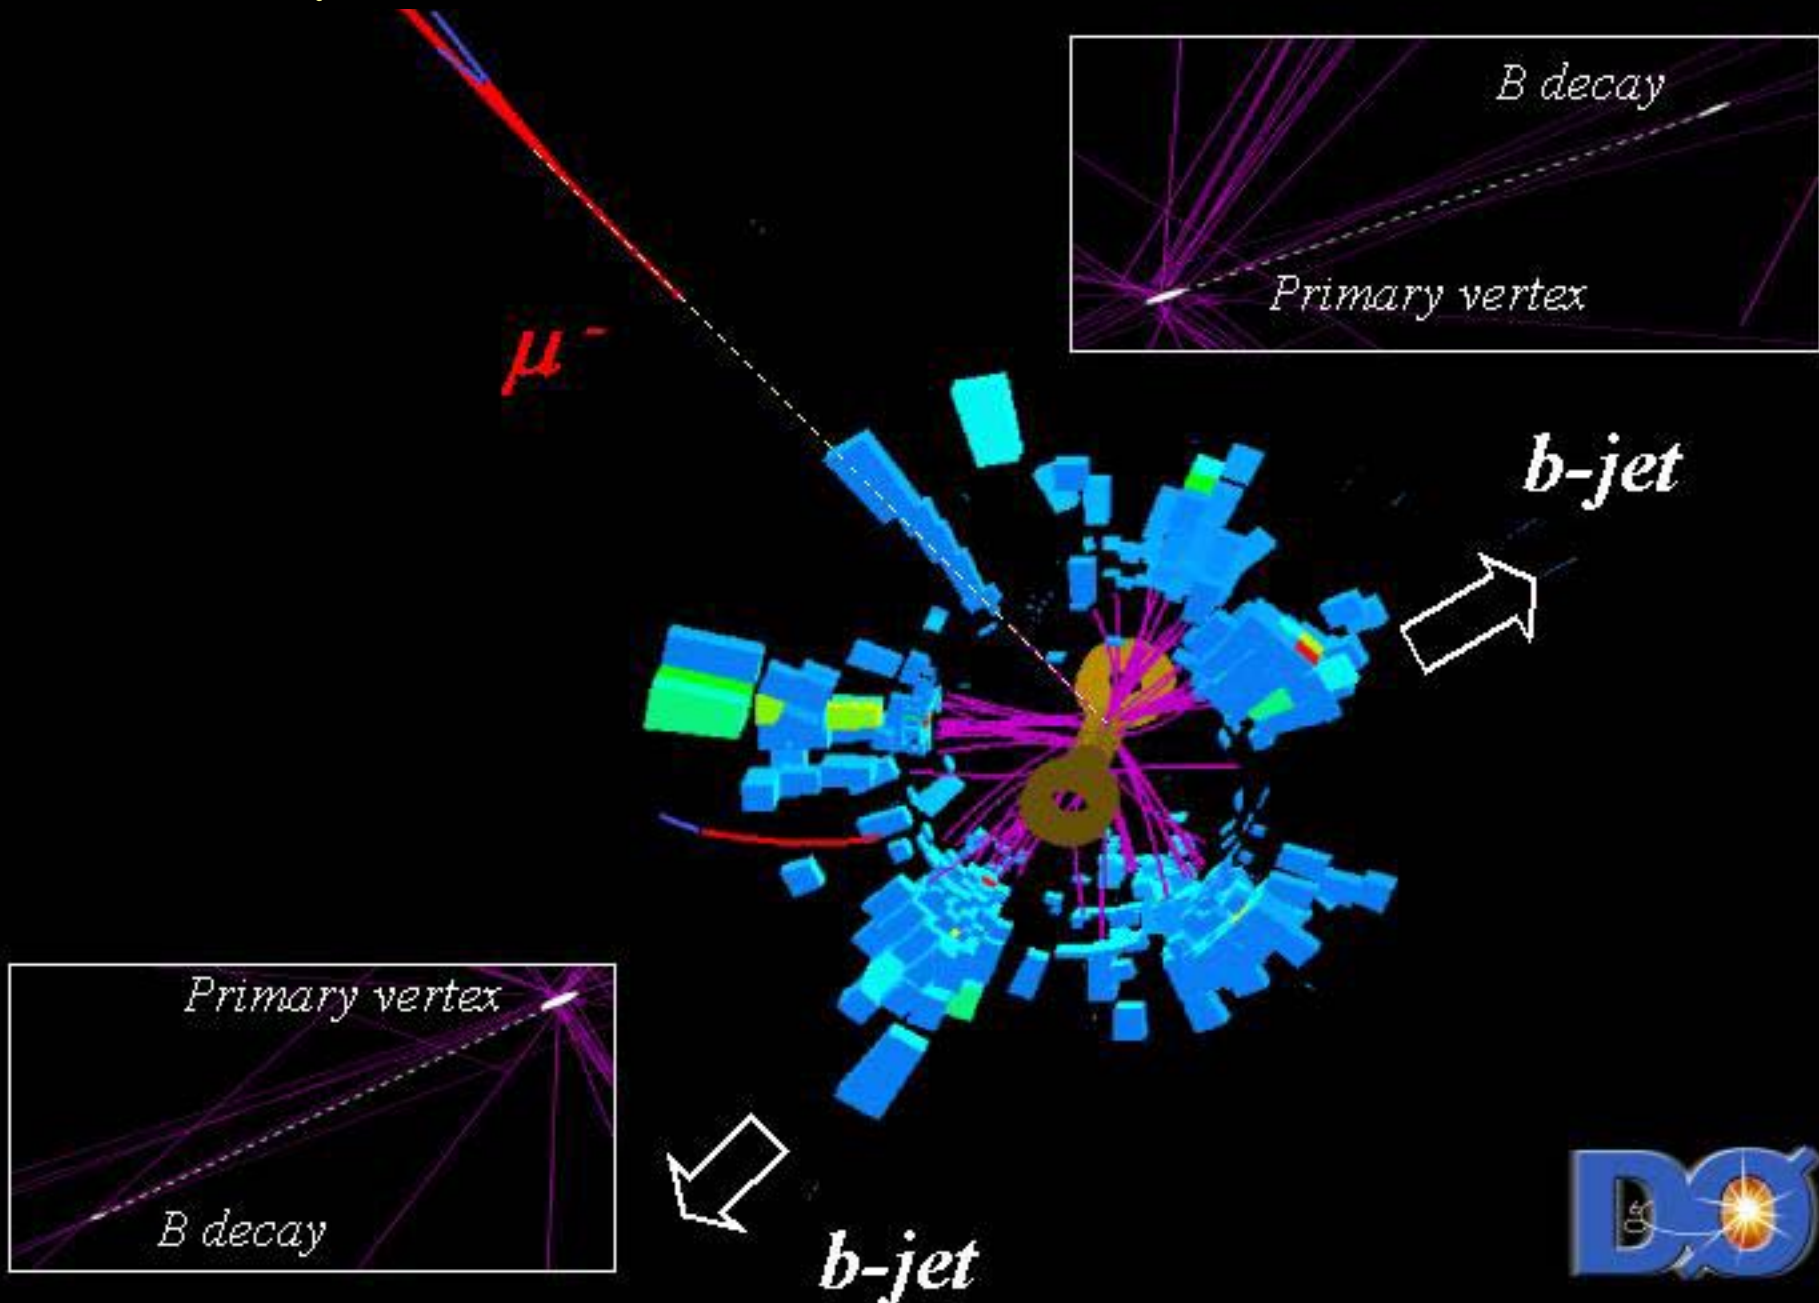 B decay
Primary vertex
μ⁻
b-jet
Primary vertex
B decay
b-jet
DØ